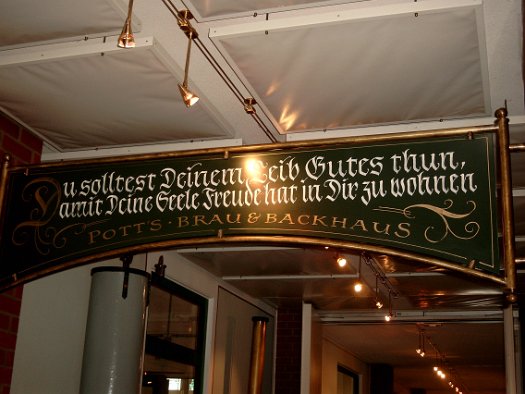 Du solltest Deinem Leib Gutes thun,
Damit Deine Seele Freude hat in Dir zu wohnen
POTTS · BRAU & BACKHAUS